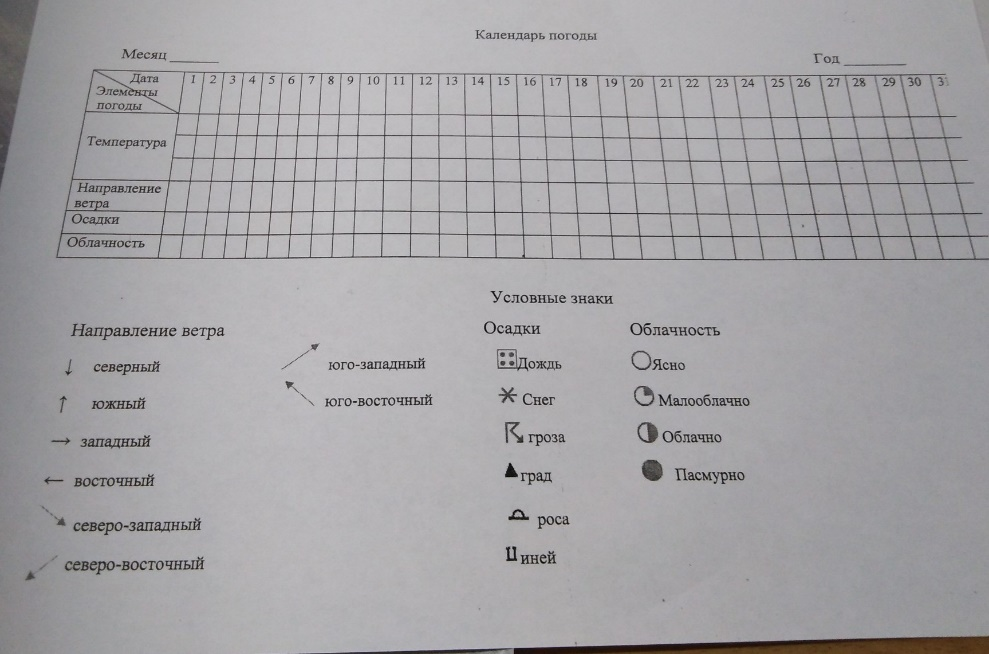 Календарь погоды
Месяц ______ Год ________
Дата 1 2 3 4 5 6 7 8 9 10 11 12 13 14 15 16 17 18 19 20 21 22 23 24 25 26 27 28 29 30 31
Элементы
погоды
Температура
Направление
ветра
Осадки
Облачность
Условные знаки
Направление ветра
северный
южный
западный
восточный
северо-западный
северо-восточный
юго-западный
юго-восточный
Осадки
Дождь
Снег
гроза
град
роса
иней
Облачность
Ясно
Малооблачно
Облачно
Пасмурно